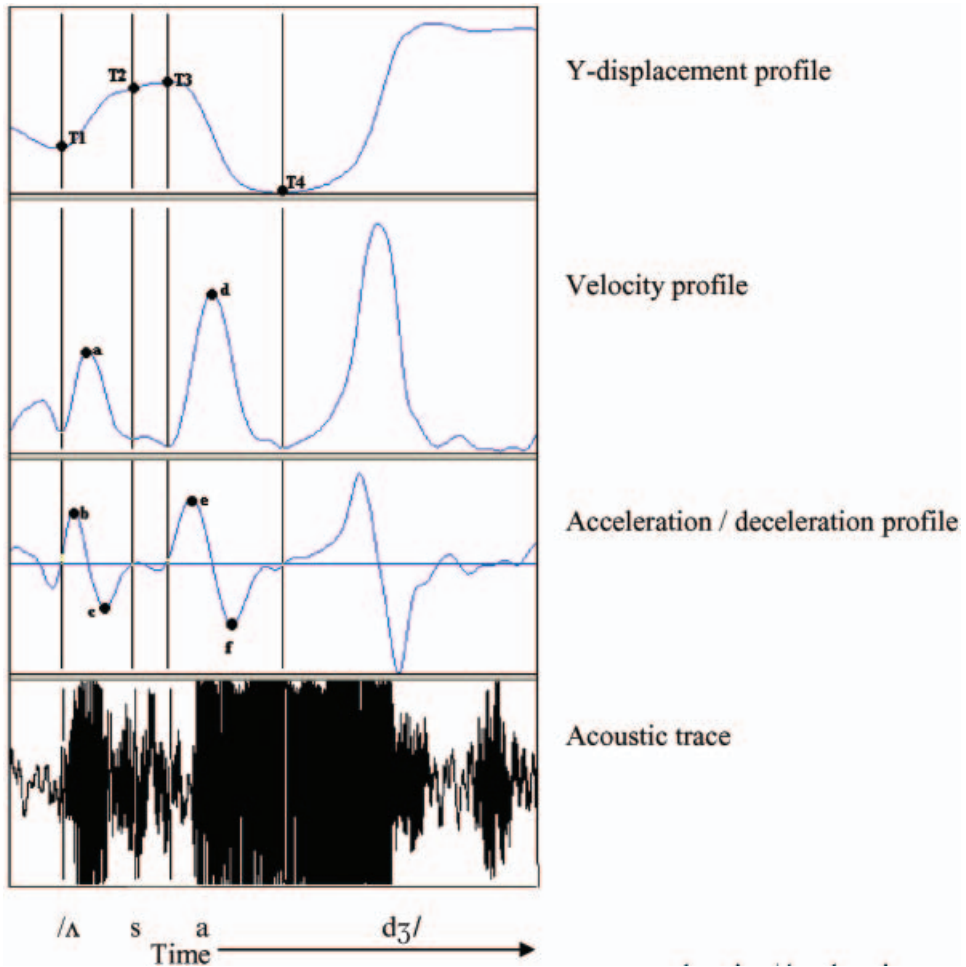 T1
T2
T3
T4
Y-displacement profile
a
d
Velocity profile
b
c
e
f
Acceleration / deceleration profile
Acoustic trace
/ʌ s a dʒ/
Time